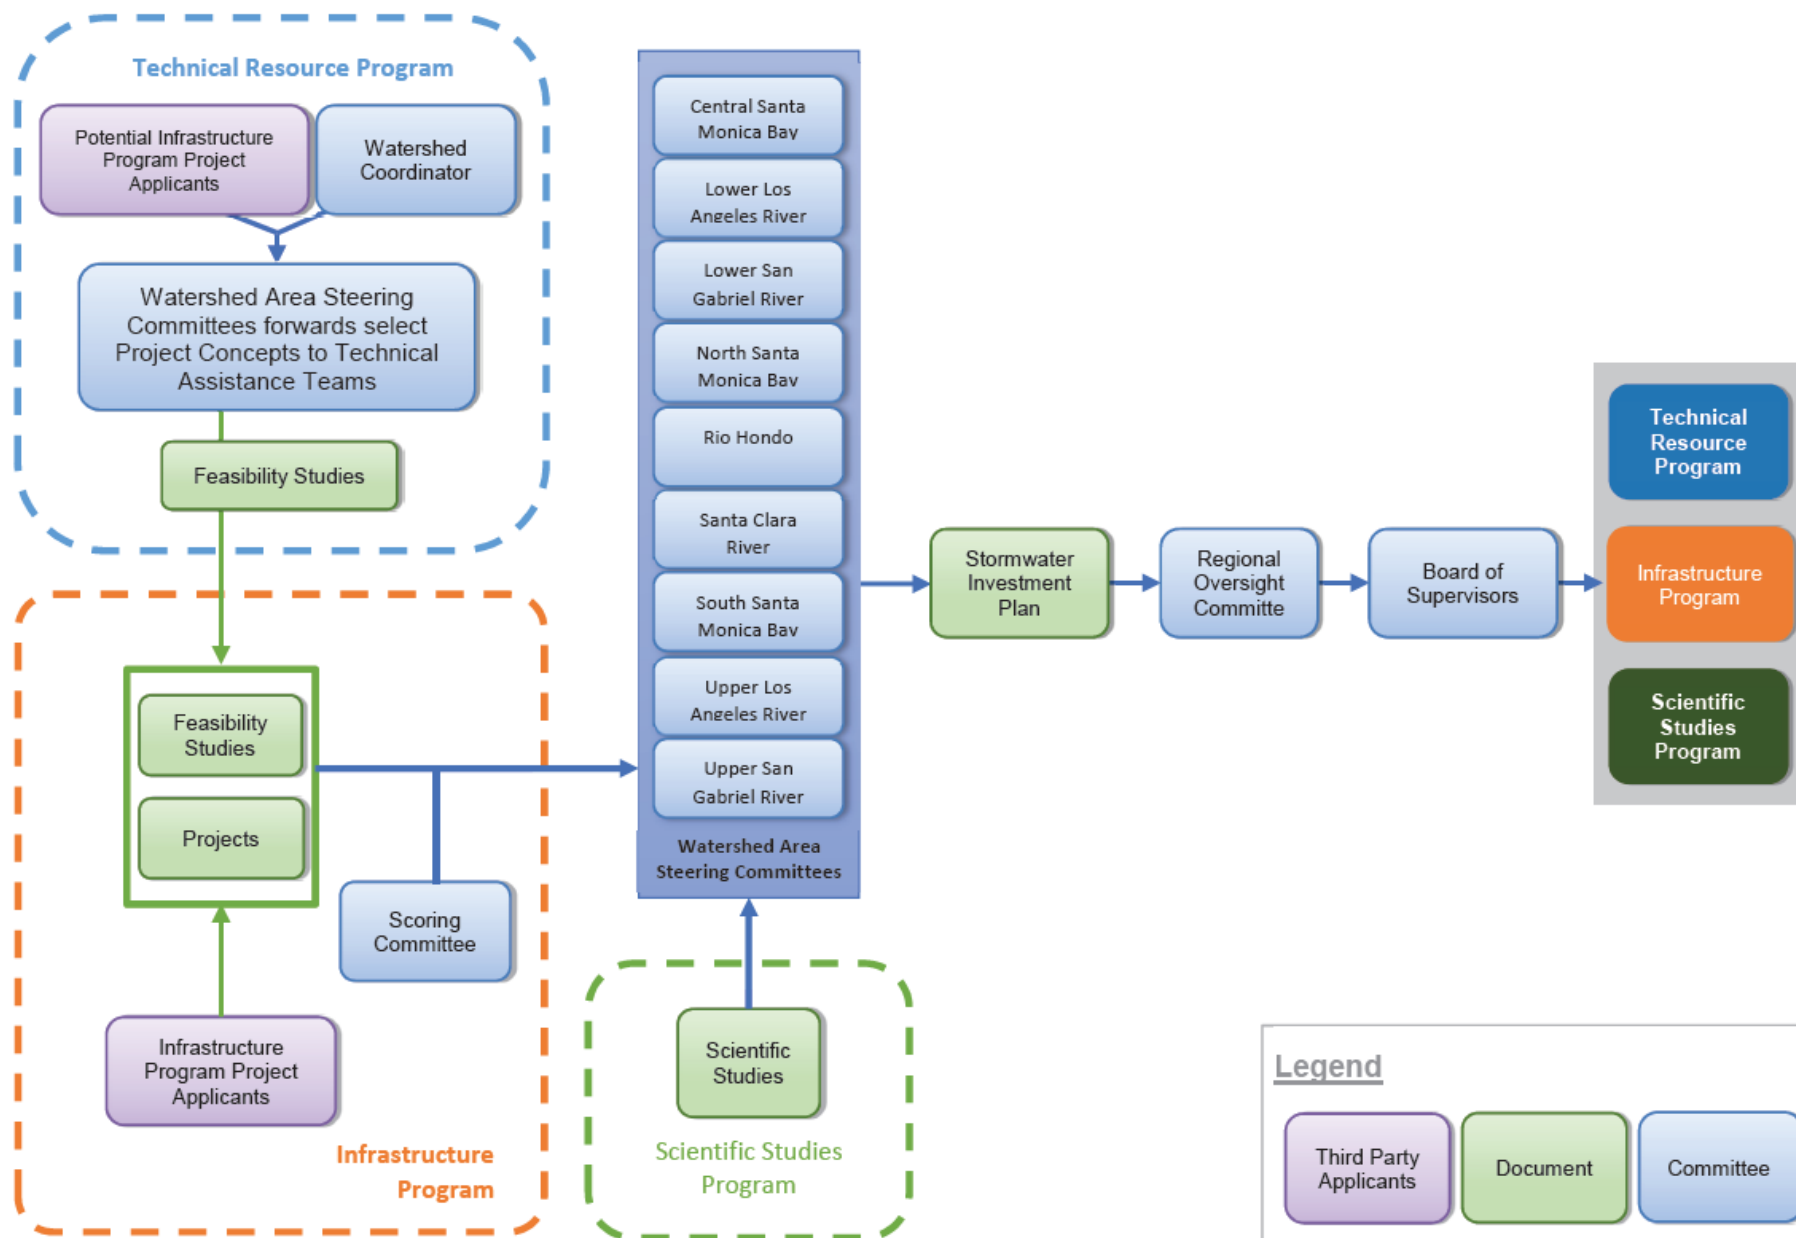 Technical Resource Program
Potential Infrastructure
Program Project
Applicants
Watershed
Coordinator
Watershed Area Steering
Committees forwards select
Project Concepts to Technical
Assistance Teams
Feasibility Studies
Feasibility
Studies
Projects
Scoring
Committee
Infrastructure
Program Project
Applicants
Infrastructure
Program
Central Santa
Monica Bay
Lower Los
Angeles River
Lower San
Gabriel River
North Santa
Monica Bay
Rio Hondo
Santa Clara
River
South Santa
Monica Bay
Upper Los
Angeles River
Upper San
Gabriel River
Watershed Area
Steering Committees
Scientific
Studies
Scientific Studies
Program
Stormwater
Investment
Plan
Regional
Oversight
Committe
Board of
Supervisors
Technical
Resource
Program
Infrastructure
Program
Scientific
Studies
Program
Legend
Third Party
Applicants
Document
Committee